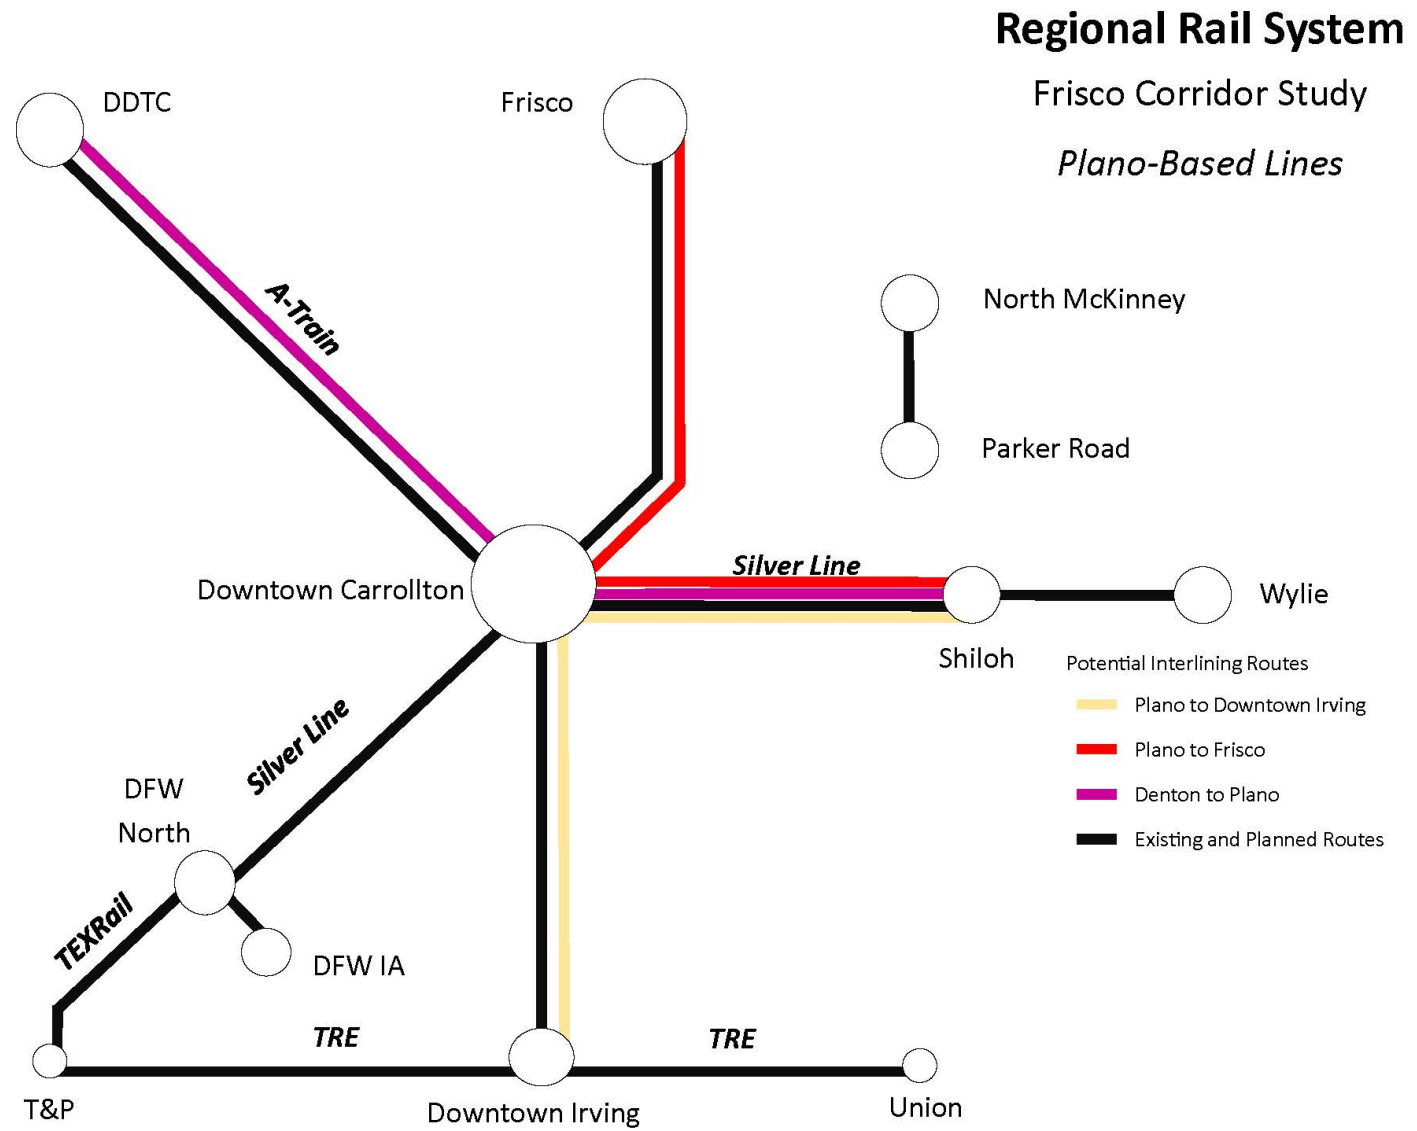 Regional Rail System
Frisco Corridor Study
Plano-Based Lines
DDTC
Frisco
A-Train
North McKinney
Parker Road
Downtown Carrollton
Silver Line
Wylie
Shiloh
Potential Interlining Routes
Plano to Downtown Irving
Plano to Frisco
Denton to Plano
Existing and Planned Routes
Silver Line
DFW
North
TEXRail
DFW IA
TRE
TRE
T&P
Downtown Irving
Union